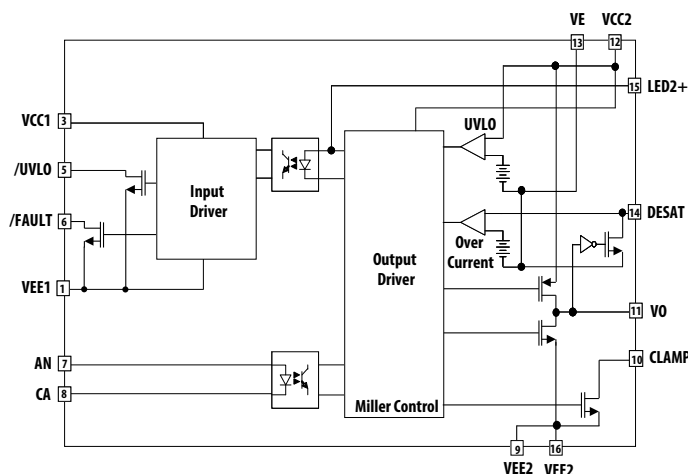 VE VCC2
13 12
15 LED2+
VCC1 3
UVLO
/UVLO 5
Input
Driver
/FAULT 6
14 DESAT
Over
Current
Output
Driver
VEE1 1
11 VO
AN 7
10 CLAMP
CA 8
Miller Control
9 16
VEE2 VEE2